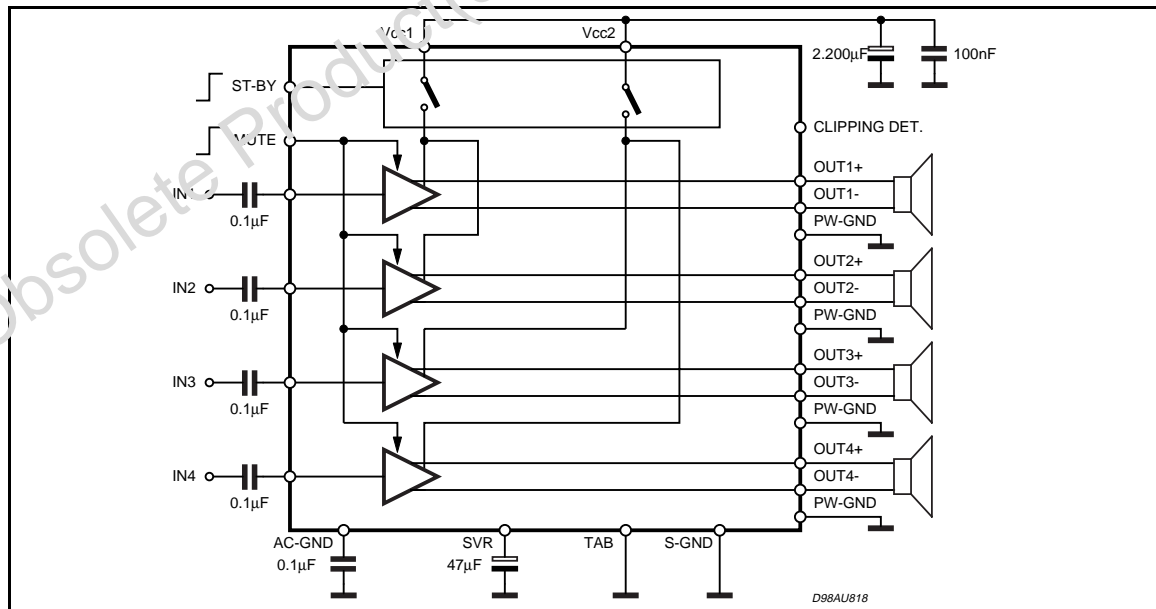 Vcc1
Vcc2
2.200µF
100nF
ST-BY
MUTE
CLIPPING DET.
IN1
0.1µF
OUT1+
OUT1-
PW-GND
IN2
0.1µF
OUT2+
OUT2-
PW-GND
IN3
0.1µF
OUT3+
OUT3-
PW-GND
IN4
0.1µF
OUT4+
OUT4-
PW-GND
AC-GND
0.1µF
SVR
47µF
TAB
S-GND
D98AU818
Obsolete Product(